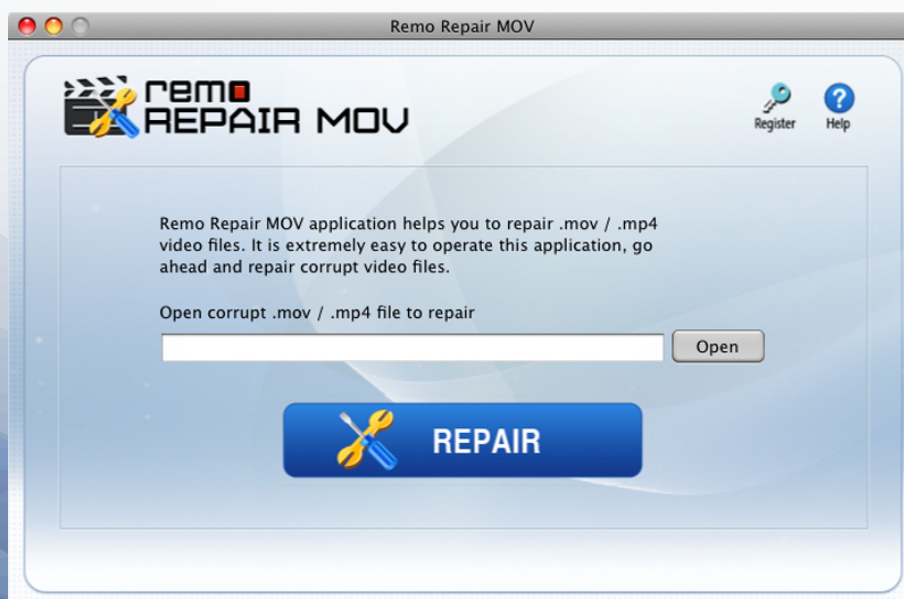 Remo Repair MOV
remo
REPAIR MOV
Register
Help
Remo Repair MOV application helps you to repair .mov / .mp4
video files. It is extremely easy to operate this application, go
ahead and repair corrupt video files.
Open corrupt .mov / .mp4 file to repair
Open
REPAIR